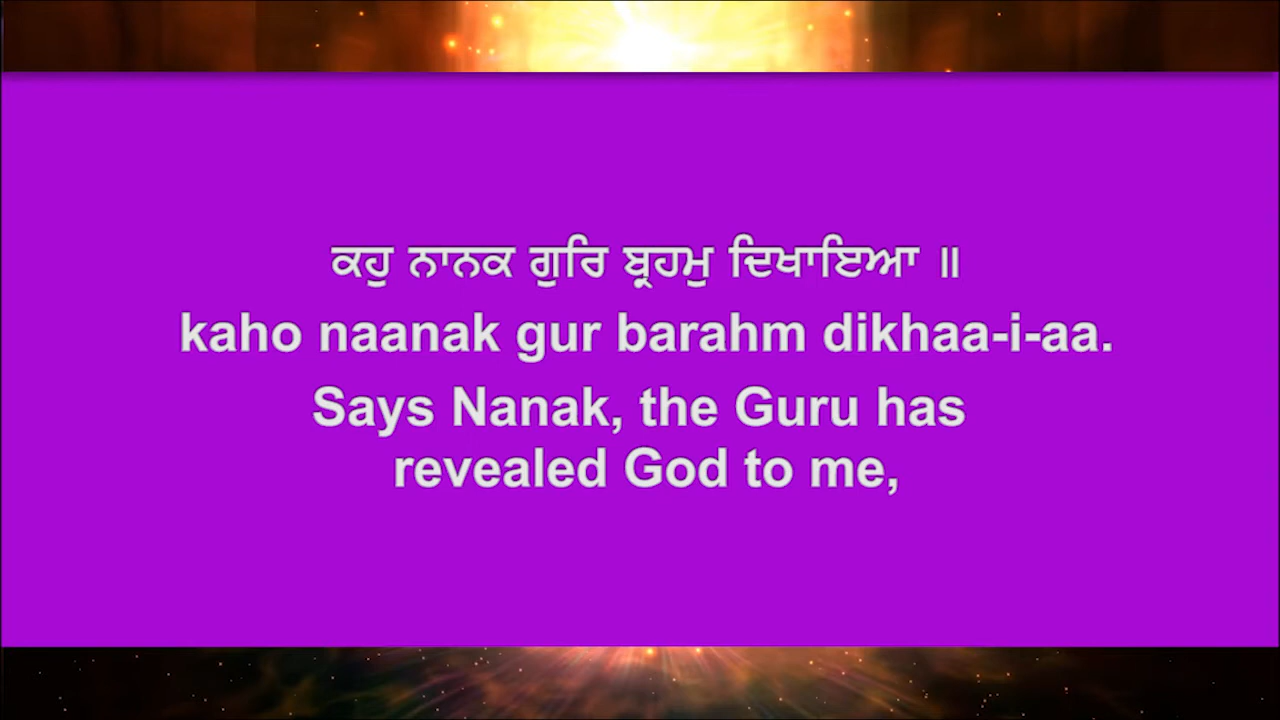 ਕਹੁ ਨਾਨਕ ਗੁਰਿ ਬ੍ਰਹਮੁ ਦਿਖਾਇਆ ॥
kaho naanak gur barahm dikhaa-i-aa.
Says Nanak, the Guru has
revealed God to me,